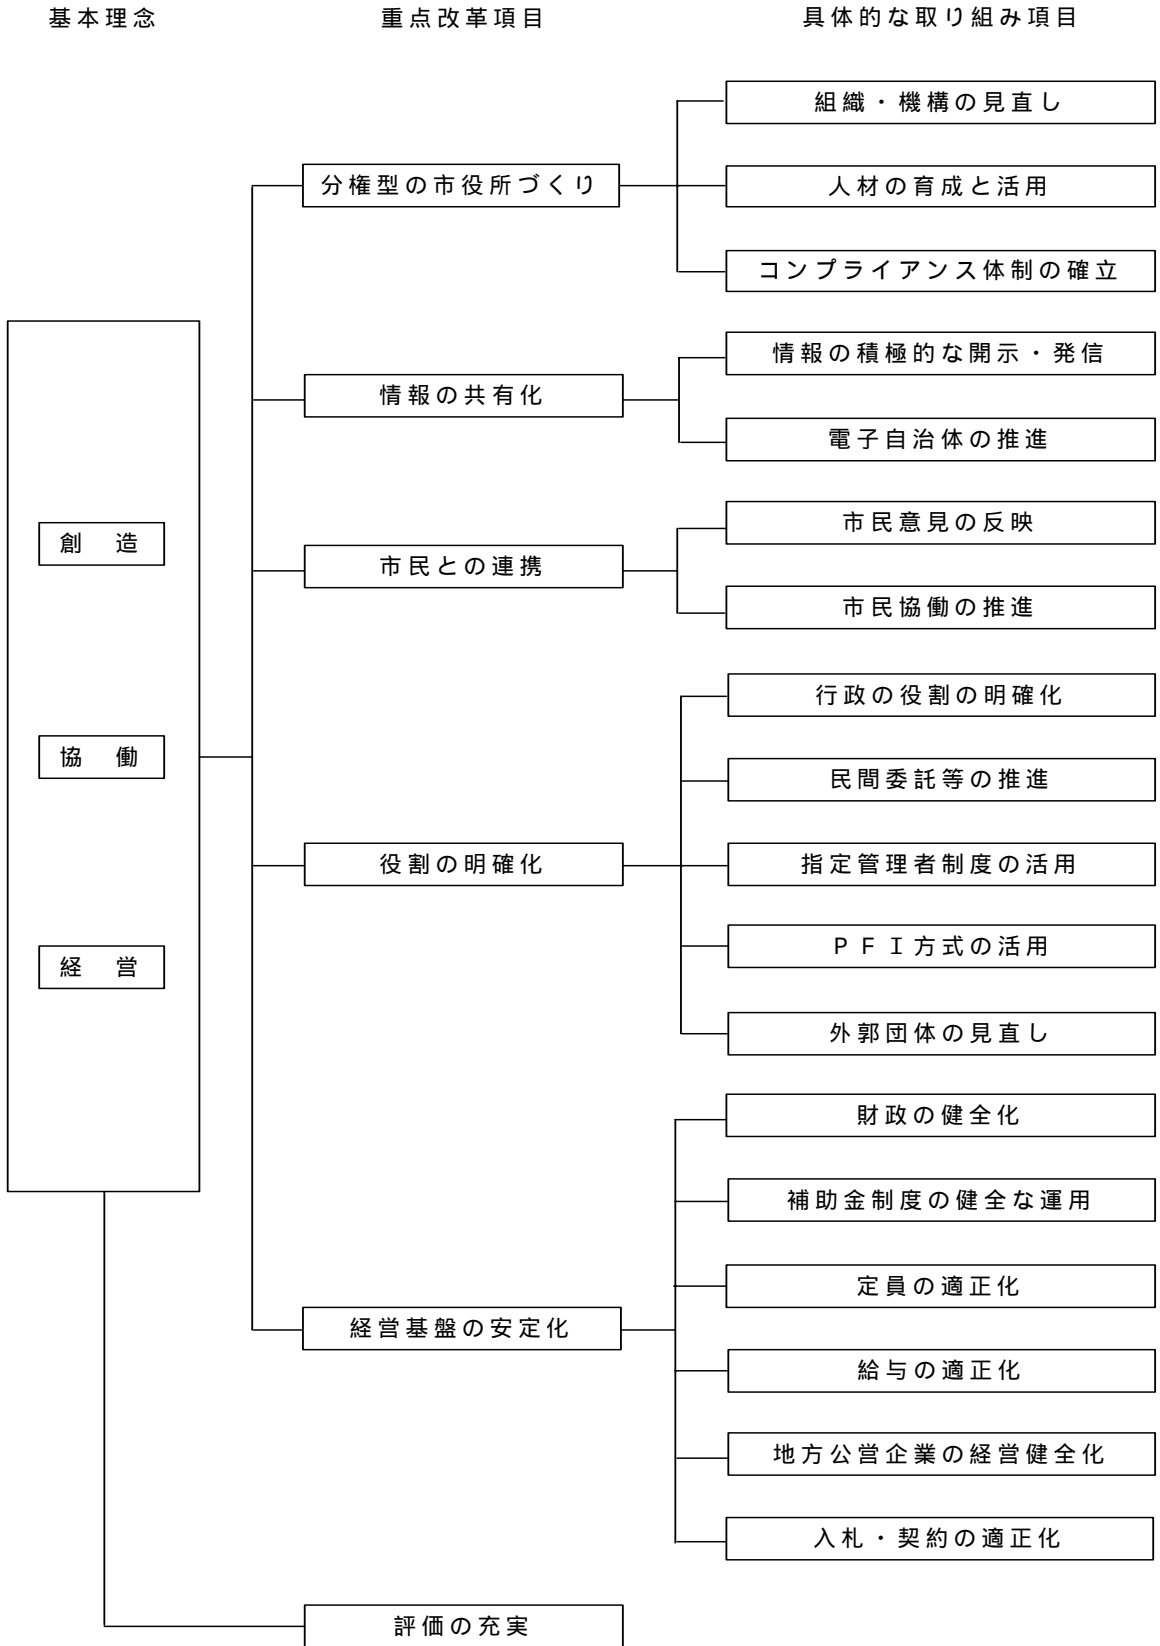 基本理念
重点改革項目
具体的な取り組み項目
創 造
協 働
経 営
分権型の市役所づくり
組織・機構の見直し
人材の育成と活用
コンプライアンス体制の確立
情報の共有化
情報の積極的な開示・発信
電子自治体の推進
市民との連携
市民意見の反映
市民協働の推進
役割の明確化
行政の役割の明確化
民間委託等の推進
指定管理者制度の活用
PFI方式の活用
外郭団体の見直し
経営基盤の安定化
財政の健全化
補助金制度の健全な運用
定員の適正化
給与の適正化
地方公営企業の経営健全化
入札・契約の適正化
評価の充実